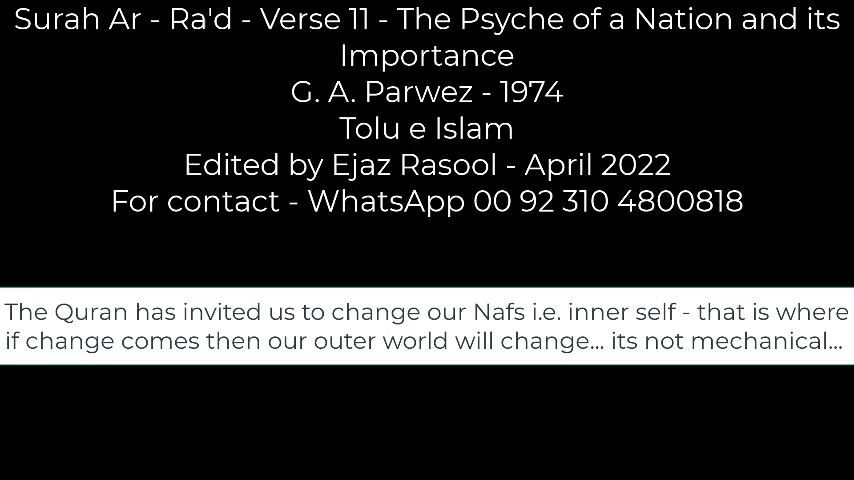 Surah Ar - Ra'd - Verse 11 - The Psyche of a Nation and its
Importance
G. A. Parwez - 1974
Tolu e Islam
Edited by Ejaz Rasool - April 2022
For contact - WhatsApp 00 92 310 4800818
The Quran has invited us to change our Nafs i.e. inner self - that is where
if change comes then our outer world will change... its not mechanical...